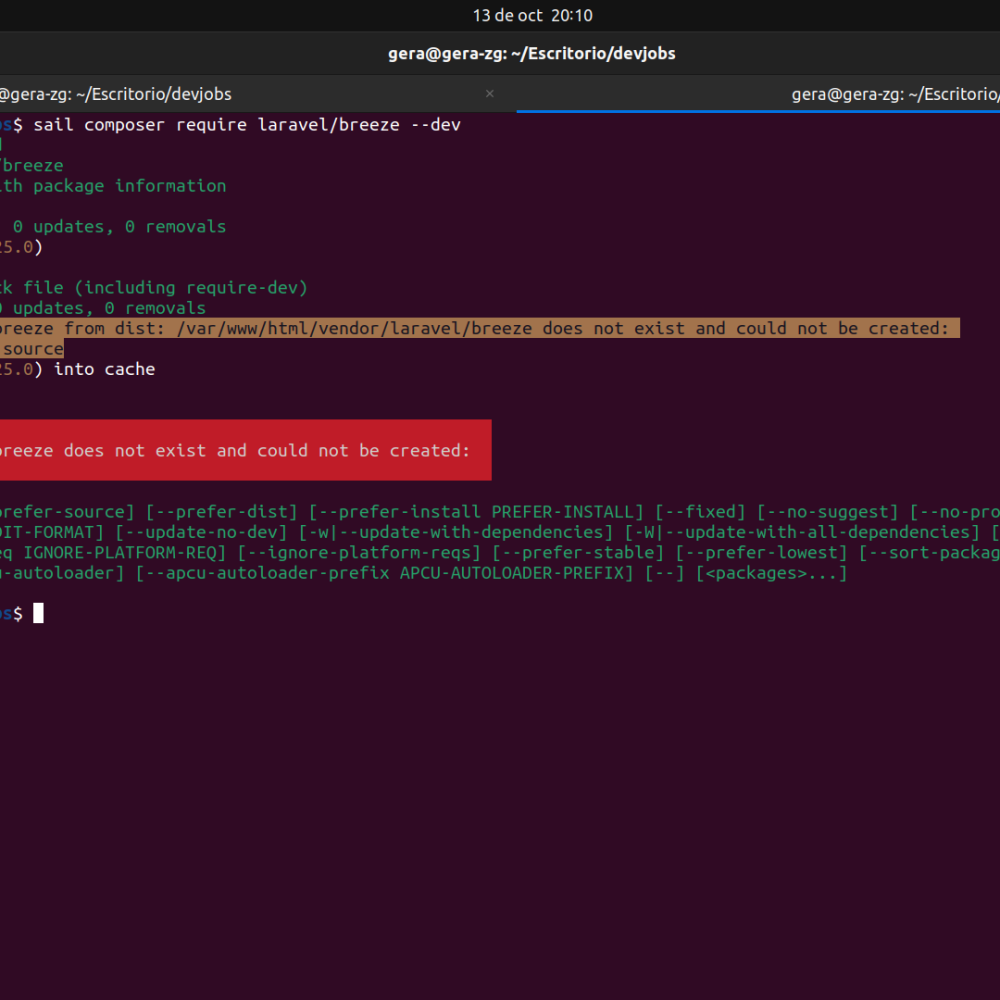 13 de oct 20:10
gera@gera-zg: ~/Escritorio/devjobs
@gera-zg: ~/Escritorio/devjobs × gera@gera-zg: ~/Escritorio/
s$ sail composer require laravel/breeze --dev
/breeze
th package information
0 updates, 0 removals
25.0)
ck file (including require-dev)
0 updates, 0 removals
breeze from dist: /var/www/html/vendor/laravel/breeze does not exist and could not be created:
source
25.0) into cache
breeze does not exist and could not be created:
prefer-source] [--prefer-dist] [--prefer-install PREFER-INSTALL] [--fixed] [--no-suggest] [--no-pro
DIT-FORMAT] [--update-no-dev] [-w|--update-with-dependencies] [-W|--update-with-all-dependencies] [
eq IGNORE-PLATFORM-REQ] [--ignore-platform-reqs] [--prefer-stable] [--prefer-lowest] [--sort-packag
u-autoloader] [--apcu-autoloader-prefix APCU-AUTOLOADER-PREFIX] [--] [<packages>...]
s$